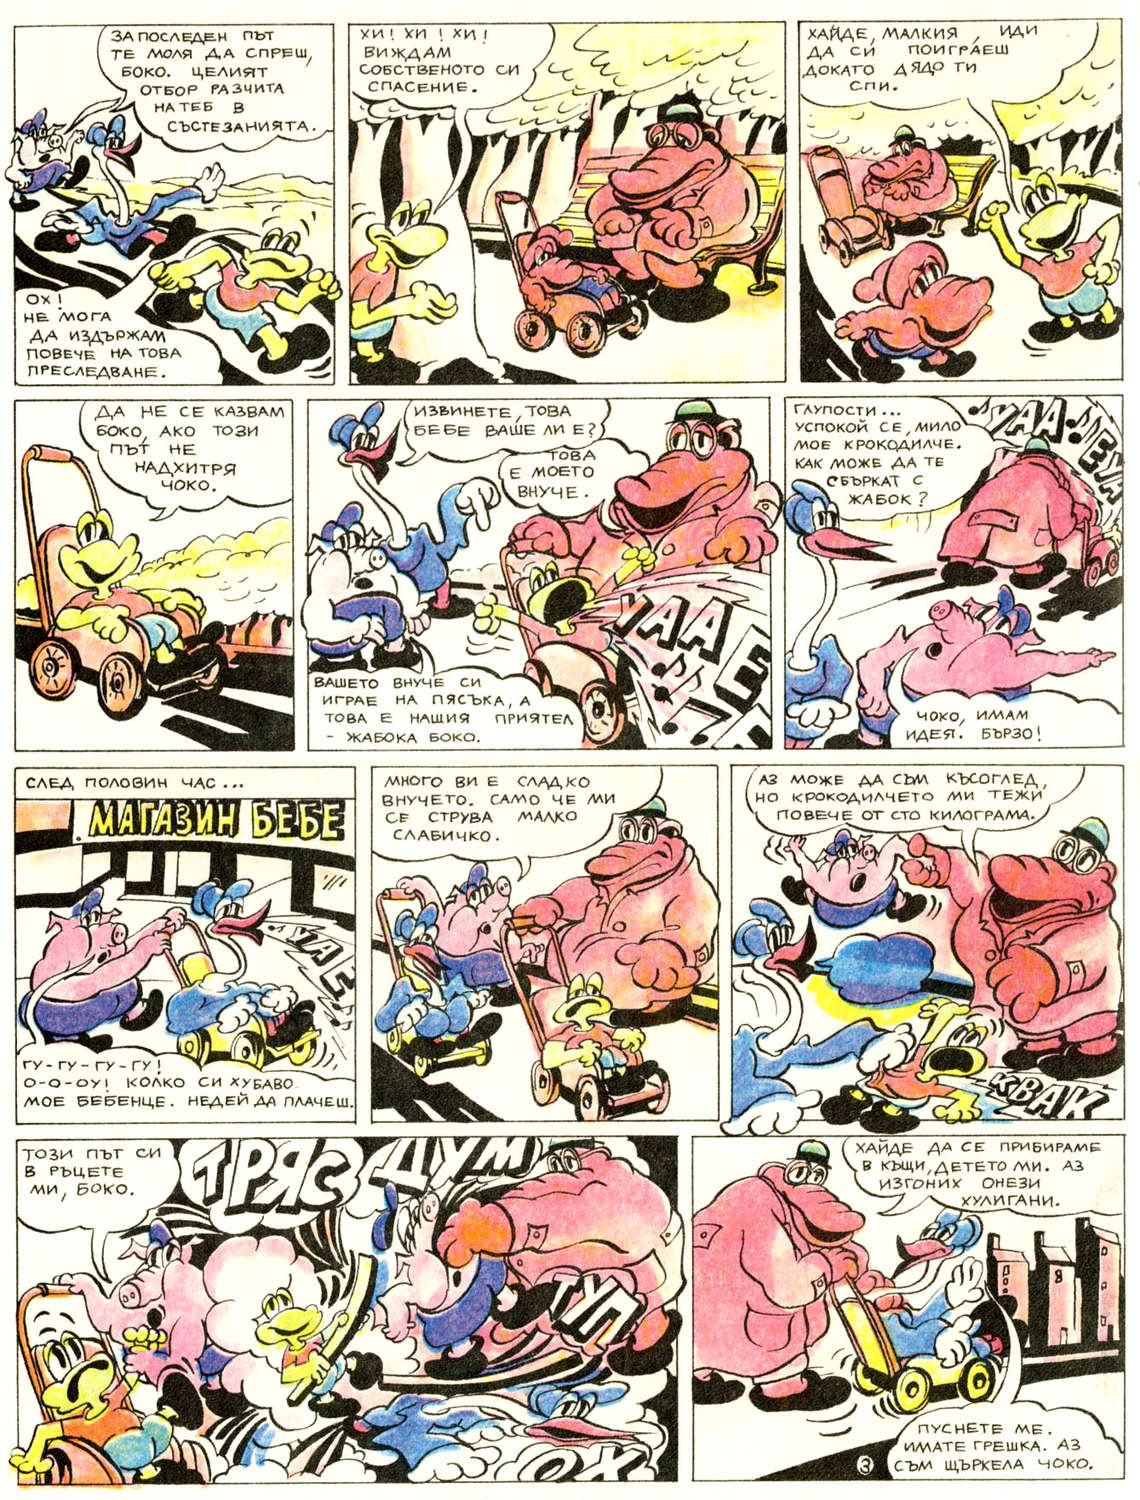 ЗА ПОСЛЕДЕН ПЪТ
ТЕ МОЛЯ ДА СПРЕШ,
БОКО. ЦЕЛИЯТ
ОТБОР РАЗЧИТА
НА ТЕБ В
СЪСТЕЗАНИЯТА.
ОХ!
НЕ МОГА
ДА ИЗДЪРЖАМ
ПОВЕЧЕ НА ТОВА
ПРЕСЛЕДВАНЕ.
ХИ! ХИ! ХИ!
ВИЖДАМ
СОБСТВЕНОТО СИ
СПАСЕНИЕ.
ХАЙДЕ, МАЛКИЯ, ИДИ
ДА СИ ПОИГРАЕШ
ДОКАТО ДЯДО ТИ
СПИ.
ДА НЕ СЕ КАЗВАМ
БОКО, АКО ТОЗИ
ПЪТ НЕ
НАДХИТРЯ
ЧОКО.
ИЗВИНЕТЕ, ТОВА
БЕБЕ ВАШЕ ЛИ Е?
ТОВА
Е МОЕТО
ВНУЧЕ.
УААЕ
ВАШЕТО ВНУЧЕ СИ
ИГРАЕ НА ПЯСЪКА, А
ТОВА Е НАШИЯ ПРИЯТЕЛ
- ЖАБОКА БОКО.
ГЛУПОСТИ...
УСПОКОЙ СЕ, МИЛО
МОЕ КРОКОДИЛЧЕ.
КАК МОЖЕ ДА ТЕ
СБЪРКАТ С
ЖАБОК?
УАА ЕУА
ЧОКО, ИМАМ
ИДЕЯ. БЪРЗО!
СЛЕД ПОЛОВИН ЧАС...
МАГАЗИН БЕБЕ
УАЕ
ГУ-ГУ-ГУ-ГУ!
О-О-ОУ! КОЛКО СИ ХУБАВО
МОЕ БЕБЕНЦЕ. НЕДЕЙ ДА ПЛАЧЕШ.
МНОГО ВИ Е СЛАДКО
ВНУЧЕТО. САМО ЧЕ МИ
СЕ СТРУВА МАЛКО
СЛАБИЧКО.
АЗ МОЖЕ ДА СЪМ КЪСОГЛЕД,
НО КРОКОДИЛЧЕТО МИ ТЕЖИ
ПОВЕЧЕ ОТ СТО КИЛОГРАМА.
КВАК
ТОЗИ ПЪТ СИ
В РЪЦЕТЕ
МИ, БОКО.
ТРЯС ДУМ
ТУП
ОХ
ХАЙДЕ ДА СЕ ПРИБИРАМЕ
В КЪЩИ, ДЕТЕТО МИ. АЗ
ИЗГОНИХ ОНЕЗИ
ХУЛИГАНИ.
ПУСНЕТЕ МЕ.
ИМАТЕ ГРЕШКА. АЗ
СЪМ ЩЪРКЕЛА ЧОКО.
3